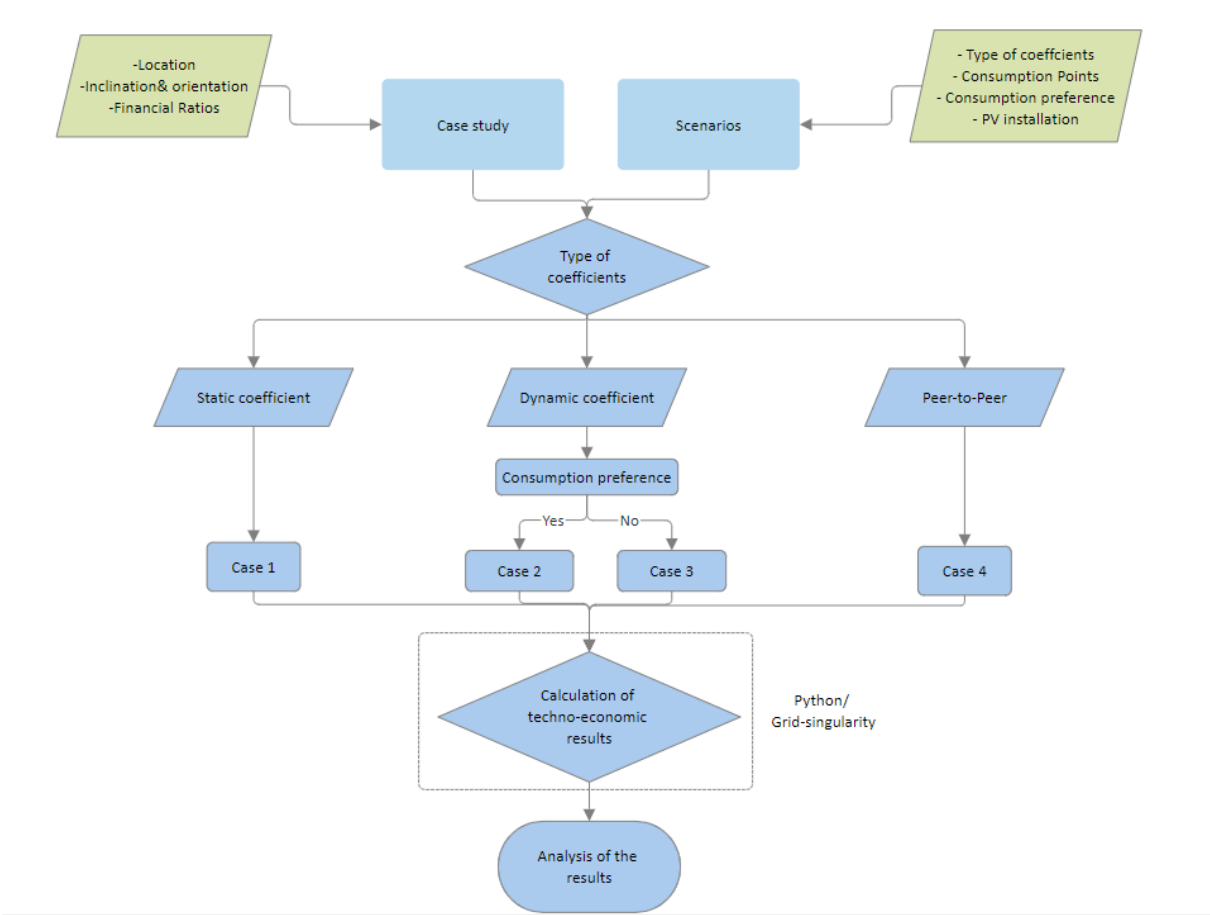 -Location
-Inclination& orientation
-Financial Ratios
- Type of coeffcients
- Consumption Points
- Consumption preference
- PV installation
Case study
Scenarios
Type of
coefficients
Static coefficient
Dynamic coefficient
Peer-to-Peer
Consumption preference
Yes
No
Case 1
Case 2
Case 3
Case 4
Calculation of
techno-economic
results
Python/
Grid-singularity
Analysis of the
results